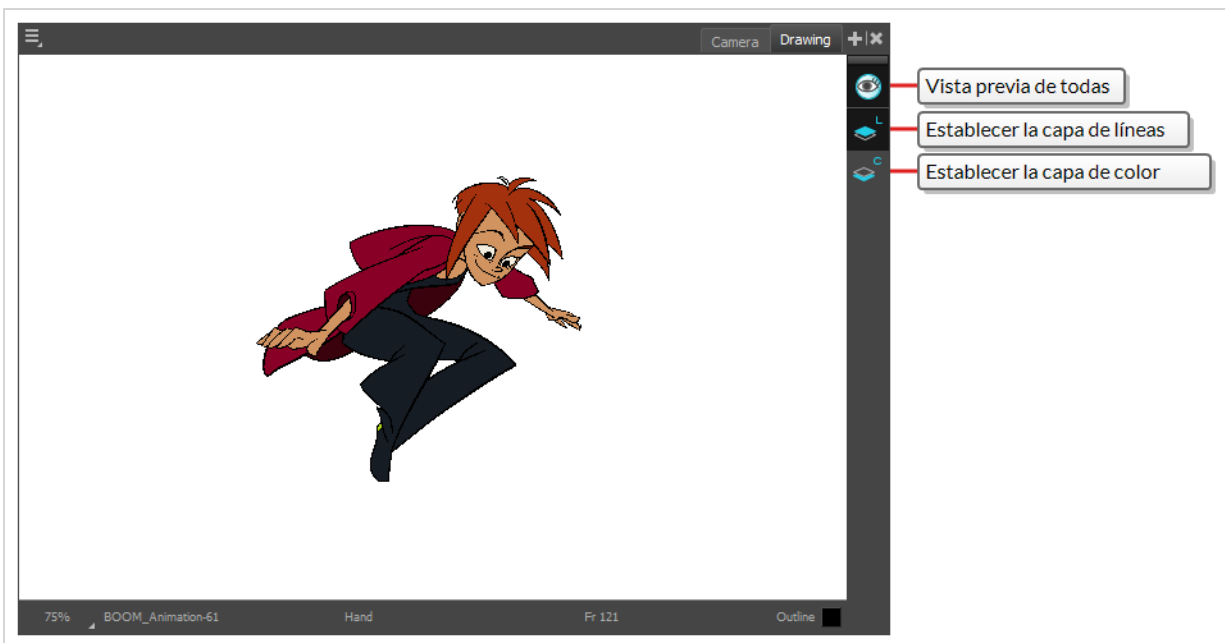 Camera Drawing
Vista previa de todas
L
Establecer la capa de líneas
C
Establecer la capa de color
75% BOOM_Animation-61 Hand Fr 121 Outline